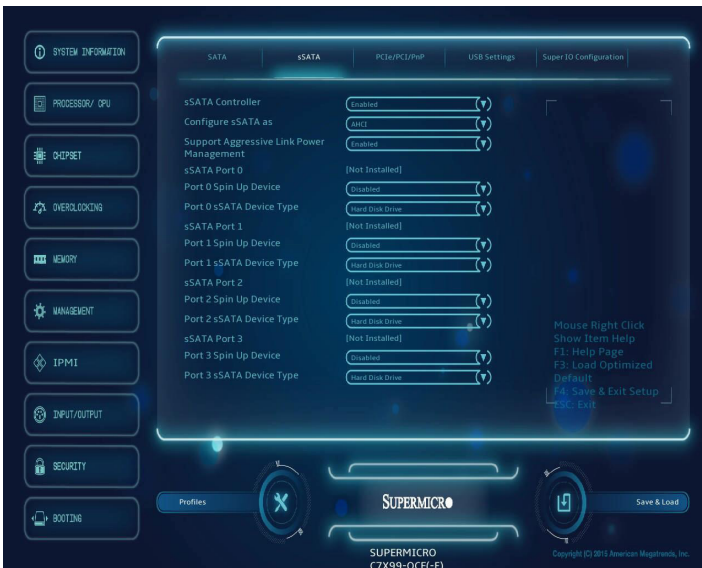 SYSTEM INFORMATION
PROCESSOR/ CPU
CHIPSET
OVERCLOCKING
MEMORY
MANAGEMENT
IPMI
INPUT/OUTPUT
SECURITY
BOOTING
SATA sSATA PCIe/PCI/PnP USB Settings Super IO Configuration
sSATA Controller Enabled
Configure sSATA as AHCI
Support Aggressive Link Power Enabled
Management
sSATA Port 0 [Not Installed]
Port 0 Spin Up Device Disabled
Port 0 sSATA Device Type Hard Disk Drive
sSATA Port 1 [Not Installed]
Port 1 Spin Up Device Disabled
Port 1 sSATA Device Type Hard Disk Drive
sSATA Port 2 [Not Installed]
Port 2 Spin Up Device Disabled
Port 2 sSATA Device Type Hard Disk Drive
sSATA Port 3 [Not Installed]
Port 3 Spin Up Device Disabled
Port 3 sSATA Device Type Hard Disk Drive
Mouse Right Click
Show Item Help
F1: Help Page
F3: Load Optimized
Default
F4: Save & Exit Setup
ESC: Exit
Profiles
SUPERMICRO
Save & Load
SUPERMICRO
C7X99-OCE(-F)
Copyright (C) 2015 American Megatrends, Inc.